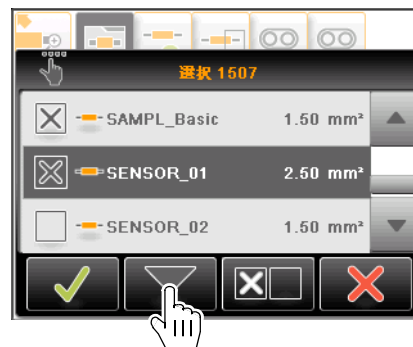 選択 1507
SAMPL_Basic 1.50 mm²
SENSOR_01 2.50 mm²
SENSOR_02 1.50 mm²